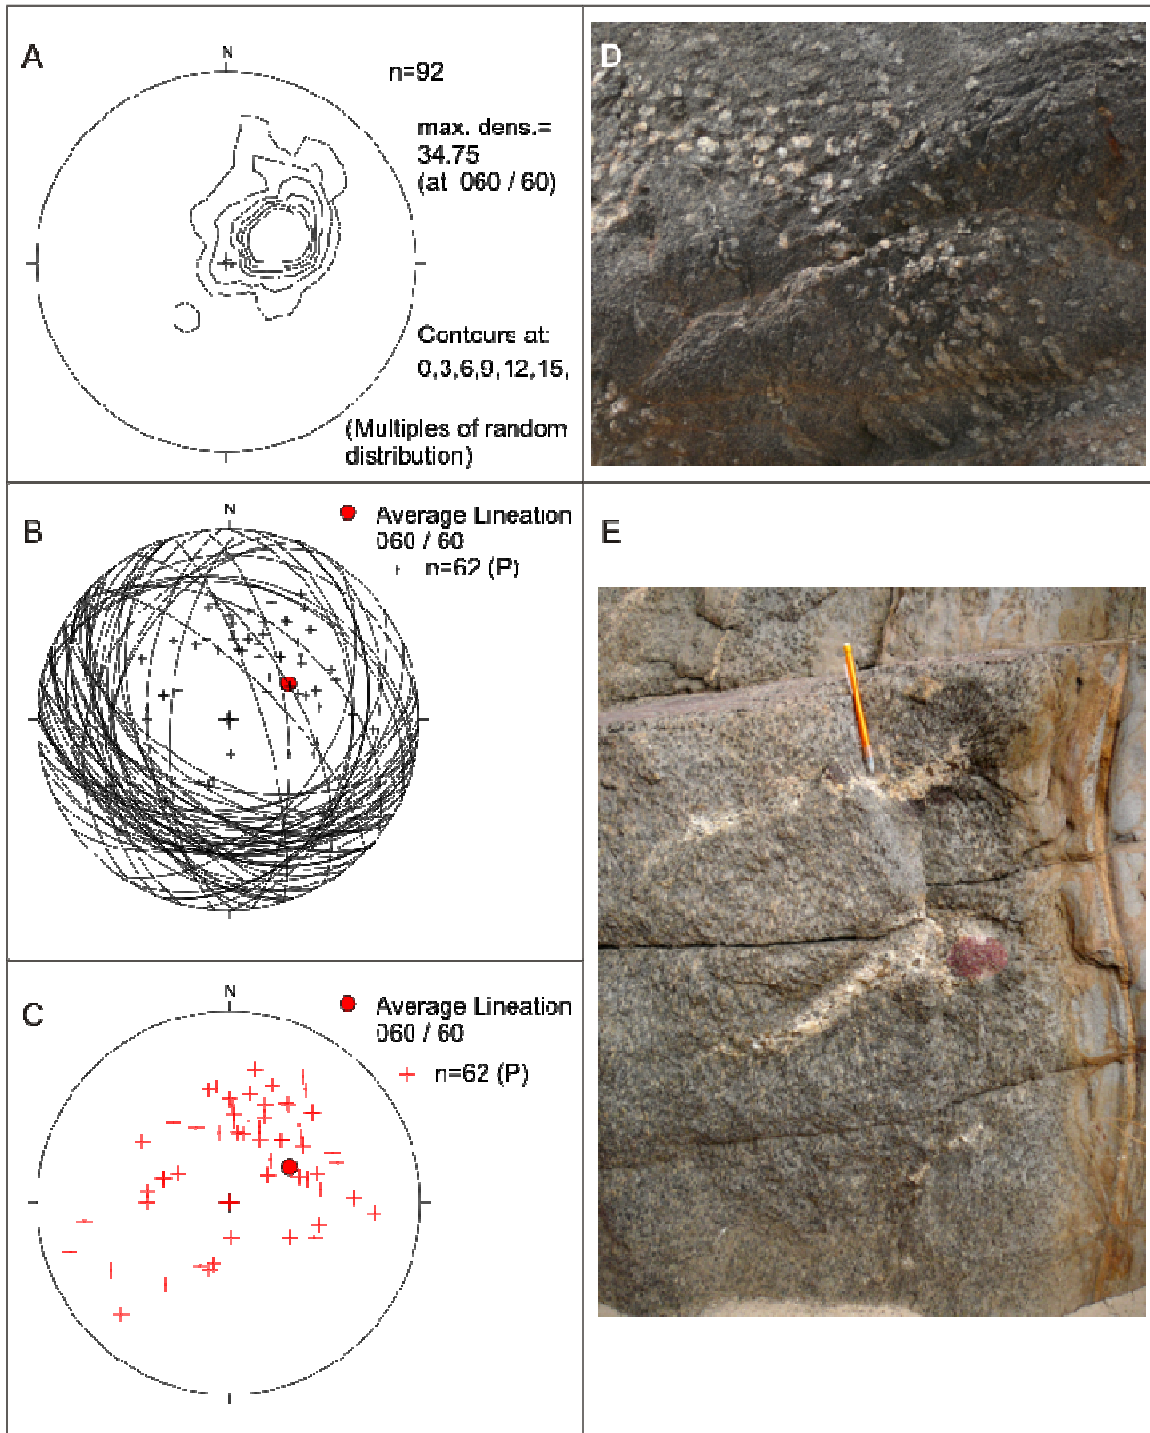 A
N
n=92
max. dens.=
34.75
(at 060 / 60)
Contours at:
0,3,6,9,12,15,
(Multiples of random
distribution)
B
N
Average Lineation
060 / 60
n=62 (P)
C
N
Average Lineation
060 / 60
n=62 (P)
D
E